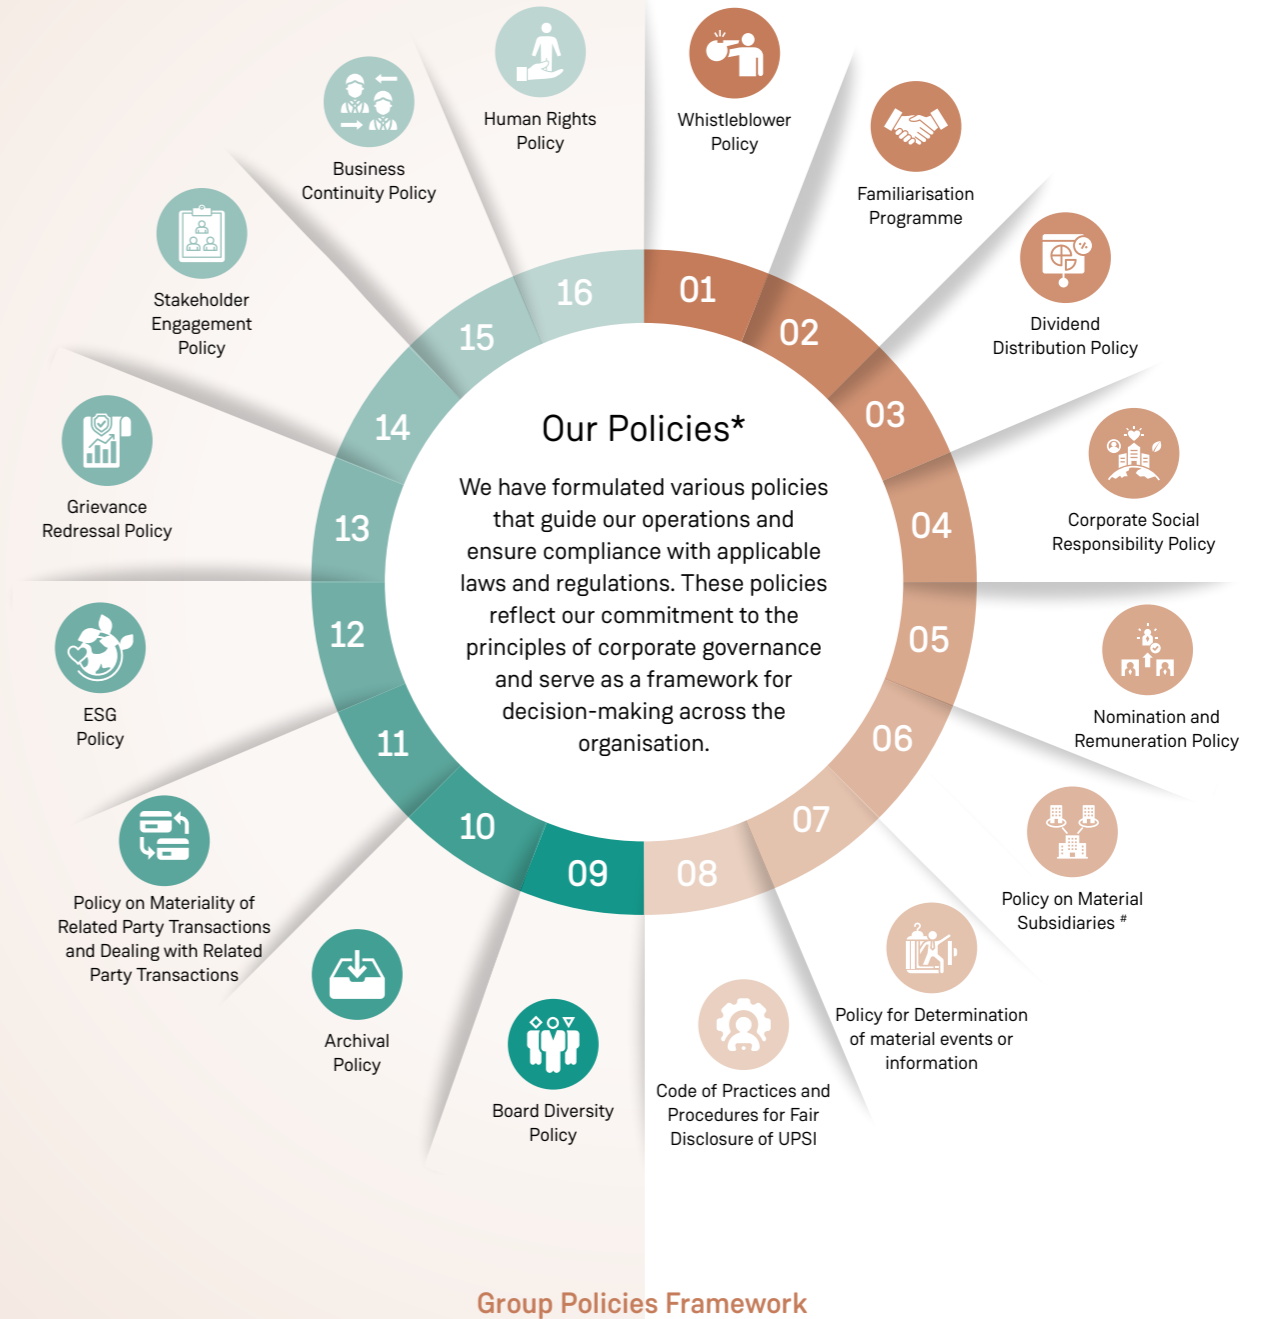 Our Policies*
We have formulated various policies
that guide our operations and
ensure compliance with applicable
laws and regulations. These policies
reflect our commitment to the
principles of corporate governance
and serve as a framework for
decision-making across the
organisation.
01
Whistleblower
Policy
02
Familiarisation
Programme
03
Dividend
Distribution Policy
04
Corporate Social
Responsibility Policy
05
Nomination and
Remuneration Policy
06
Policy on Material
Subsidiaries #
07
Policy for Determination
of material events or
information
08
Code of Practices and
Procedures for Fair
Disclosure of UPSI
09
Board Diversity
Policy
10
Archival
Policy
11
Policy on Materiality of
Related Party Transactions
and Dealing with Related
Party Transactions
12
ESG
Policy
13
Grievance
Redressal Policy
14
Stakeholder
Engagement
Policy
15
Business
Continuity Policy
16
Human Rights
Policy
Group Policies Framework